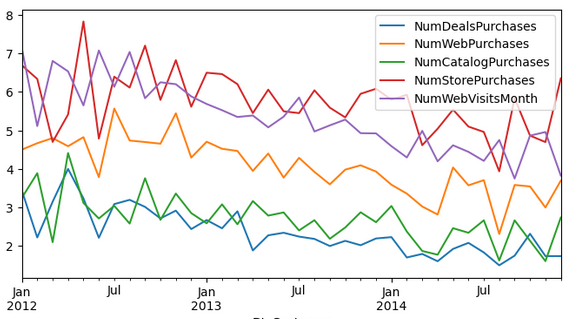 8
7
6
5
4
3
2
NumDealsPurchases
NumWebPurchases
NumCatalogPurchases
NumStorePurchases
NumWebVisitsMonth
Jan Jul Jan Jul Jan Jul
2012 2013 2014